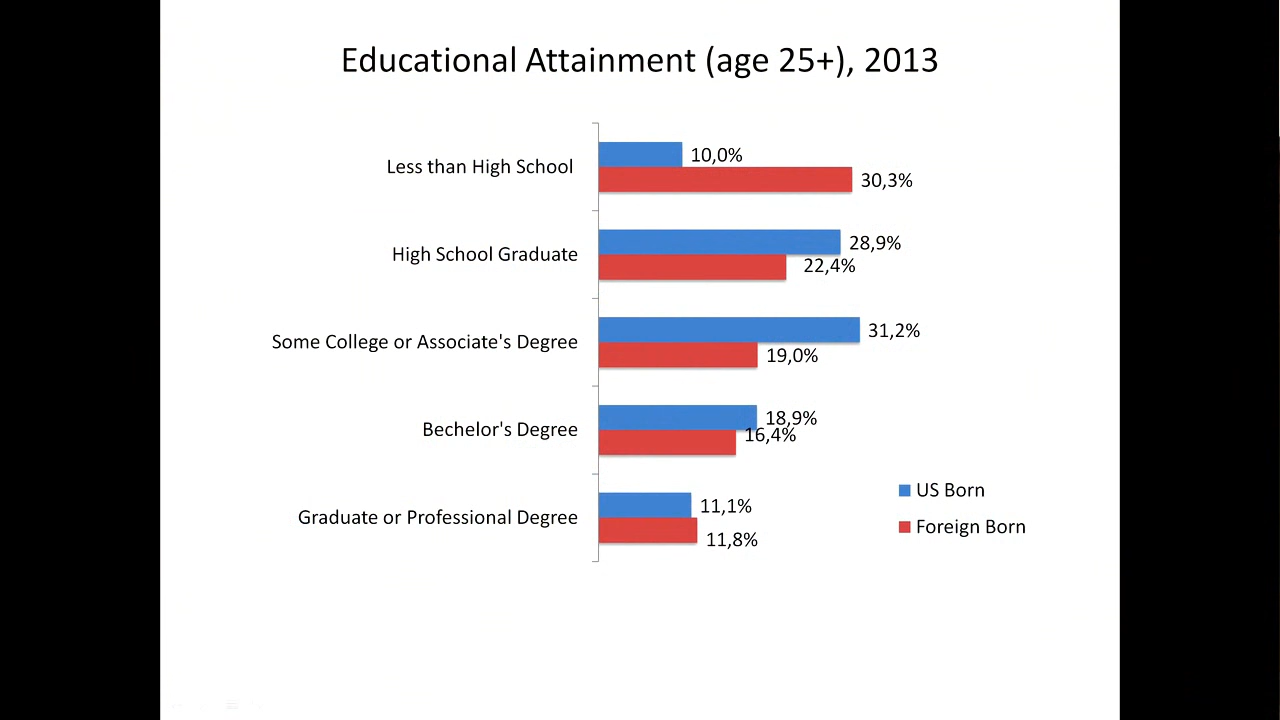 Educational Attainment (age 25+), 2013
Less than High School
10,0%
30,3%
High School Graduate
28,9%
22,4%
Some College or Associate's Degree
31,2%
19,0%
Bechelor's Degree
18,9%
16,4%
Graduate or Professional Degree
11,1%
11,8%
US Born
Foreign Born